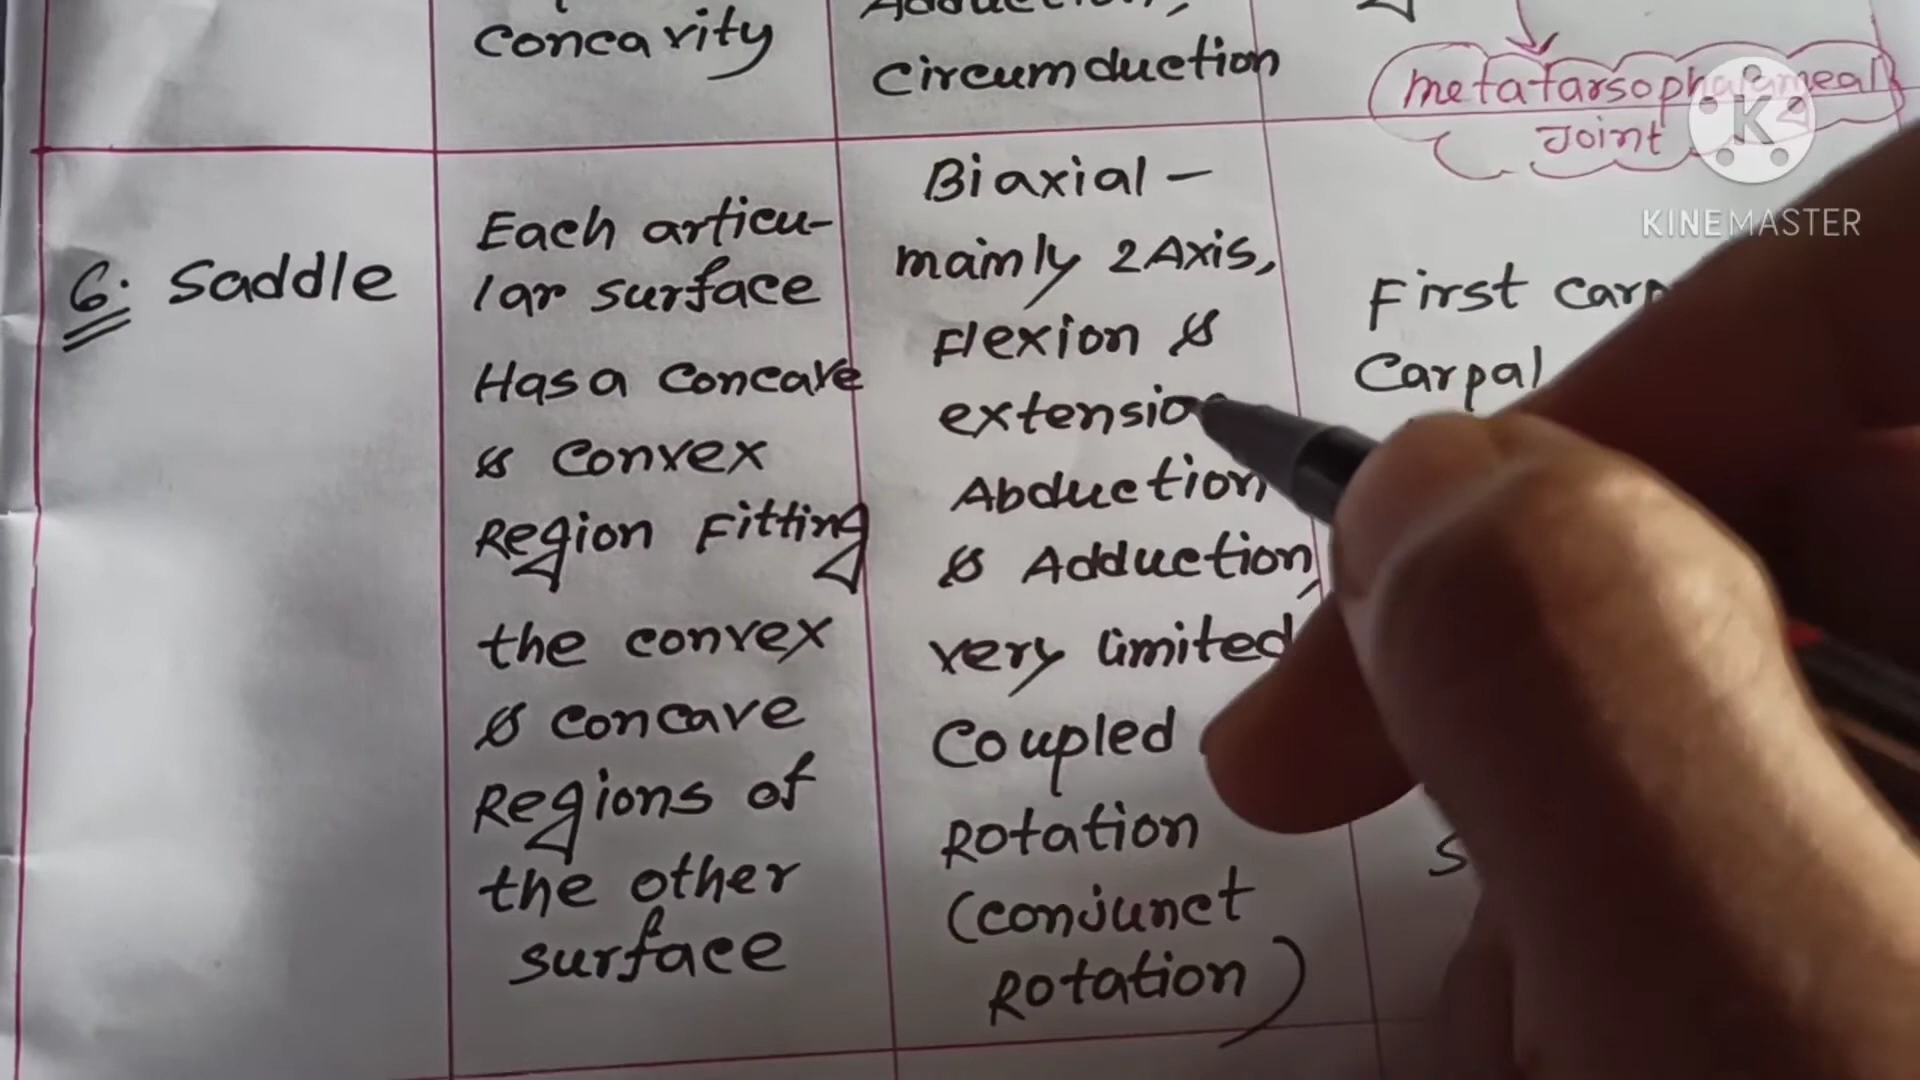 concavity
Circumduction
metatarsophalangeal
Joint
KINEMASTER
6. Saddle
Each articu-
lar surface
Has a concave
& convex
Region Fitting
the convex
& concave
Regions of
the other
surface
Biaxial -
mainly 2 Axis,
Flexion &
extension
Abduction
& Adduction,
very limited
Coupled
Rotation
(conjunct
Rotation)
First
Carpal